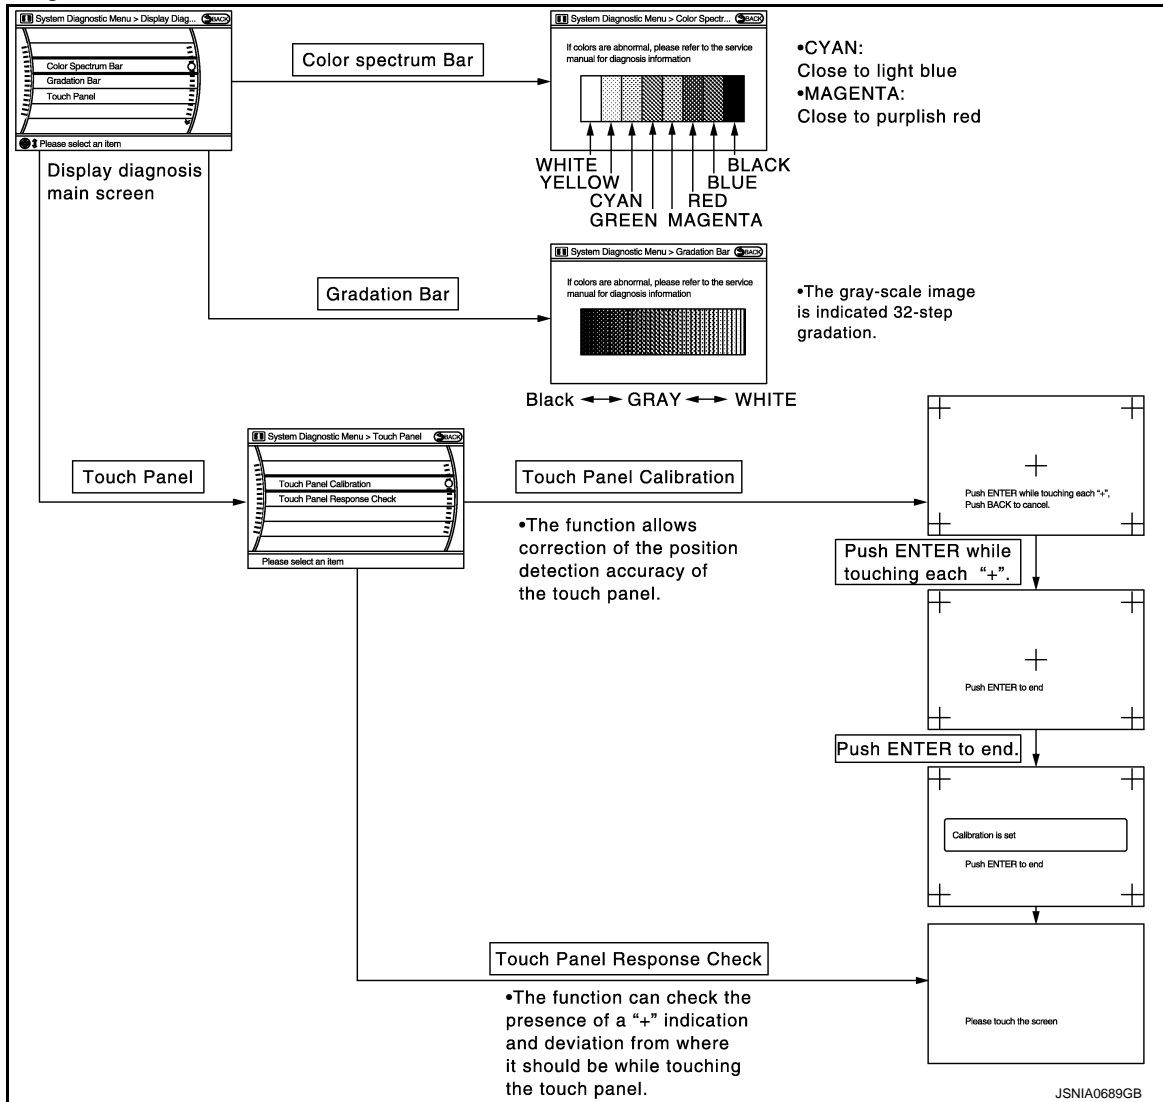 System Diagnostic Menu > Display Diag... BACK
Color Spectrum Bar
Gradation Bar
Touch Panel
Please select an item
Display diagnosis
main screen
Color spectrum Bar
System Diagnostic Menu > Color Spectr... BACK
If colors are abnormal, please refer to the service
manual for diagnosis information
WHITE BLACK
YELLOW BLUE
CYAN RED
GREEN MAGENTA
•CYAN:
Close to light blue
•MAGENTA:
Close to purplish red
Gradation Bar
System Diagnostic Menu > Gradation Bar BACK
If colors are abnormal, please refer to the service
manual for diagnosis information
Black GRAY WHITE
•The gray-scale image
is indicated 32-step
gradation.
Touch Panel
System Diagnostic Menu > Touch Panel BACK
Touch Panel Calibration
Touch Panel Response Check
Please select an item
Touch Panel Calibration
•The function allows
correction of the position
detection accuracy of
the touch panel.
Push ENTER while touching each "+",
Push BACK to cancel.
Push ENTER while
touching each “+”.
Push ENTER to end
Push ENTER to end.
Calibration is set
Push ENTER to end
Touch Panel Response Check
•The function can check the
presence of a “+” indication
and deviation from where
it should be while touching
the touch panel.
Please touch the screen
JSNIA0689GB